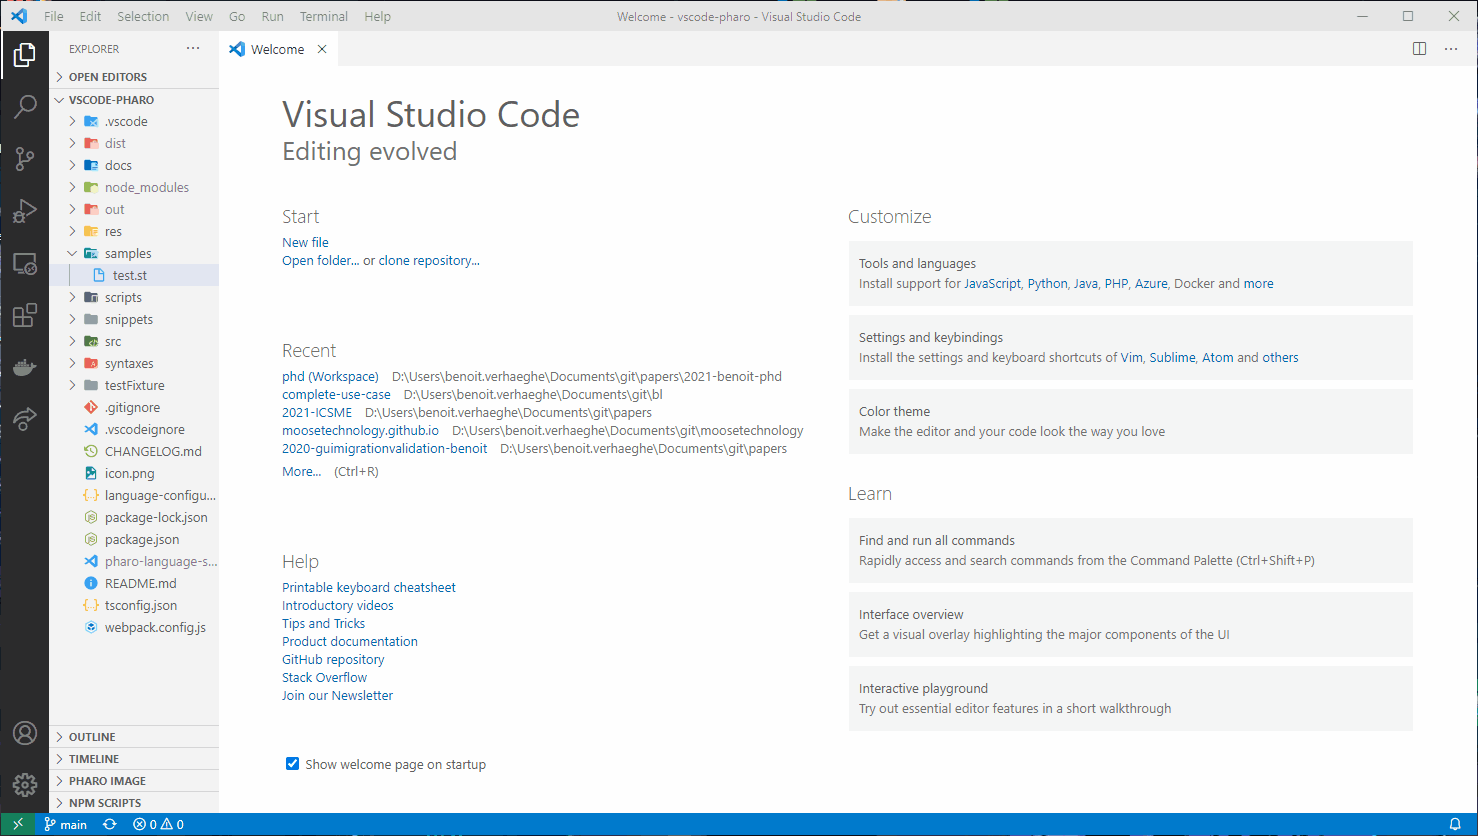 File Edit Selection View Go Run Terminal Help
Welcome - vscode-pharo - Visual Studio Code
EXPLORER
OPEN EDITORS
VSCODE-PHARO
.vscode
dist
docs
node_modules
out
res
samples
test.st
scripts
snippets
src
syntaxes
testFixture
.gitignore
.vscodeignore
CHANGELOG.md
icon.png
language-configu...
package-lock.json
package.json
pharo-language-s...
README.md
tsconfig.json
webpack.config.js
OUTLINE
TIMELINE
PHARO IMAGE
NPM SCRIPTS
Welcome
Visual Studio Code
Editing evolved
Start
New file
Open folder... or clone repository...
Recent
phd (Workspace) D:\Users\benoit.verhaeghe\Documents\git\papers\2021-benoit-phd
complete-use-case D:\Users\benoit.verhaeghe\Documents\git\bl
2021-ICSME D:\Users\benoit.verhaeghe\Documents\git\papers
moosetechnology.github.io D:\Users\benoit.verhaeghe\Documents\git\moosetechnology
2020-guimigrationvalidation-benoit D:\Users\benoit.verhaeghe\Documents\git\papers
More... (Ctrl+R)
Help
Printable keyboard cheatsheet
Introductory videos
Tips and Tricks
Product documentation
GitHub repository
Stack Overflow
Join our Newsletter
Show welcome page on startup
Customize
Tools and languages
Install support for JavaScript, Python, Java, PHP, Azure, Docker and more
Settings and keybindings
Install the settings and keyboard shortcuts of Vim, Sublime, Atom and others
Color theme
Make the editor and your code look the way you love
Learn
Find and run all commands
Rapidly access and search commands from the Command Palette (Ctrl+Shift+P)
Interface overview
Get a visual overlay highlighting the major components of the UI
Interactive playground
Try out essential editor features in a short walkthrough
main 0 0